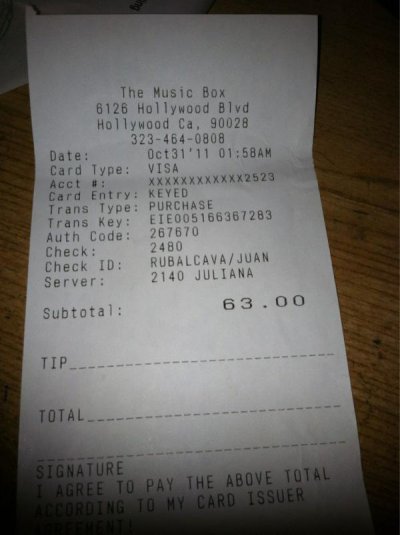 The Music Box
6126 Hollywood Blvd
Hollywood Ca, 90028
323-464-0808
Date: Oct31'11 01:58AM
Card Type: VISA
Acct #: XXXXXXXXXXXX2523
Card Entry: KEYED
Trans Type: PURCHASE
Trans Key: EIE005166367283
Auth Code: 267670
Check: 2480
Check ID: RUBALCAVA/JUAN
Server: 2140 JULIANA
Subtotal: 63.00
TIP
TOTAL
SIGNATURE
I AGREE TO PAY THE ABOVE TOTAL
ACCORDING TO MY CARD ISSUER
AGREEMENT!